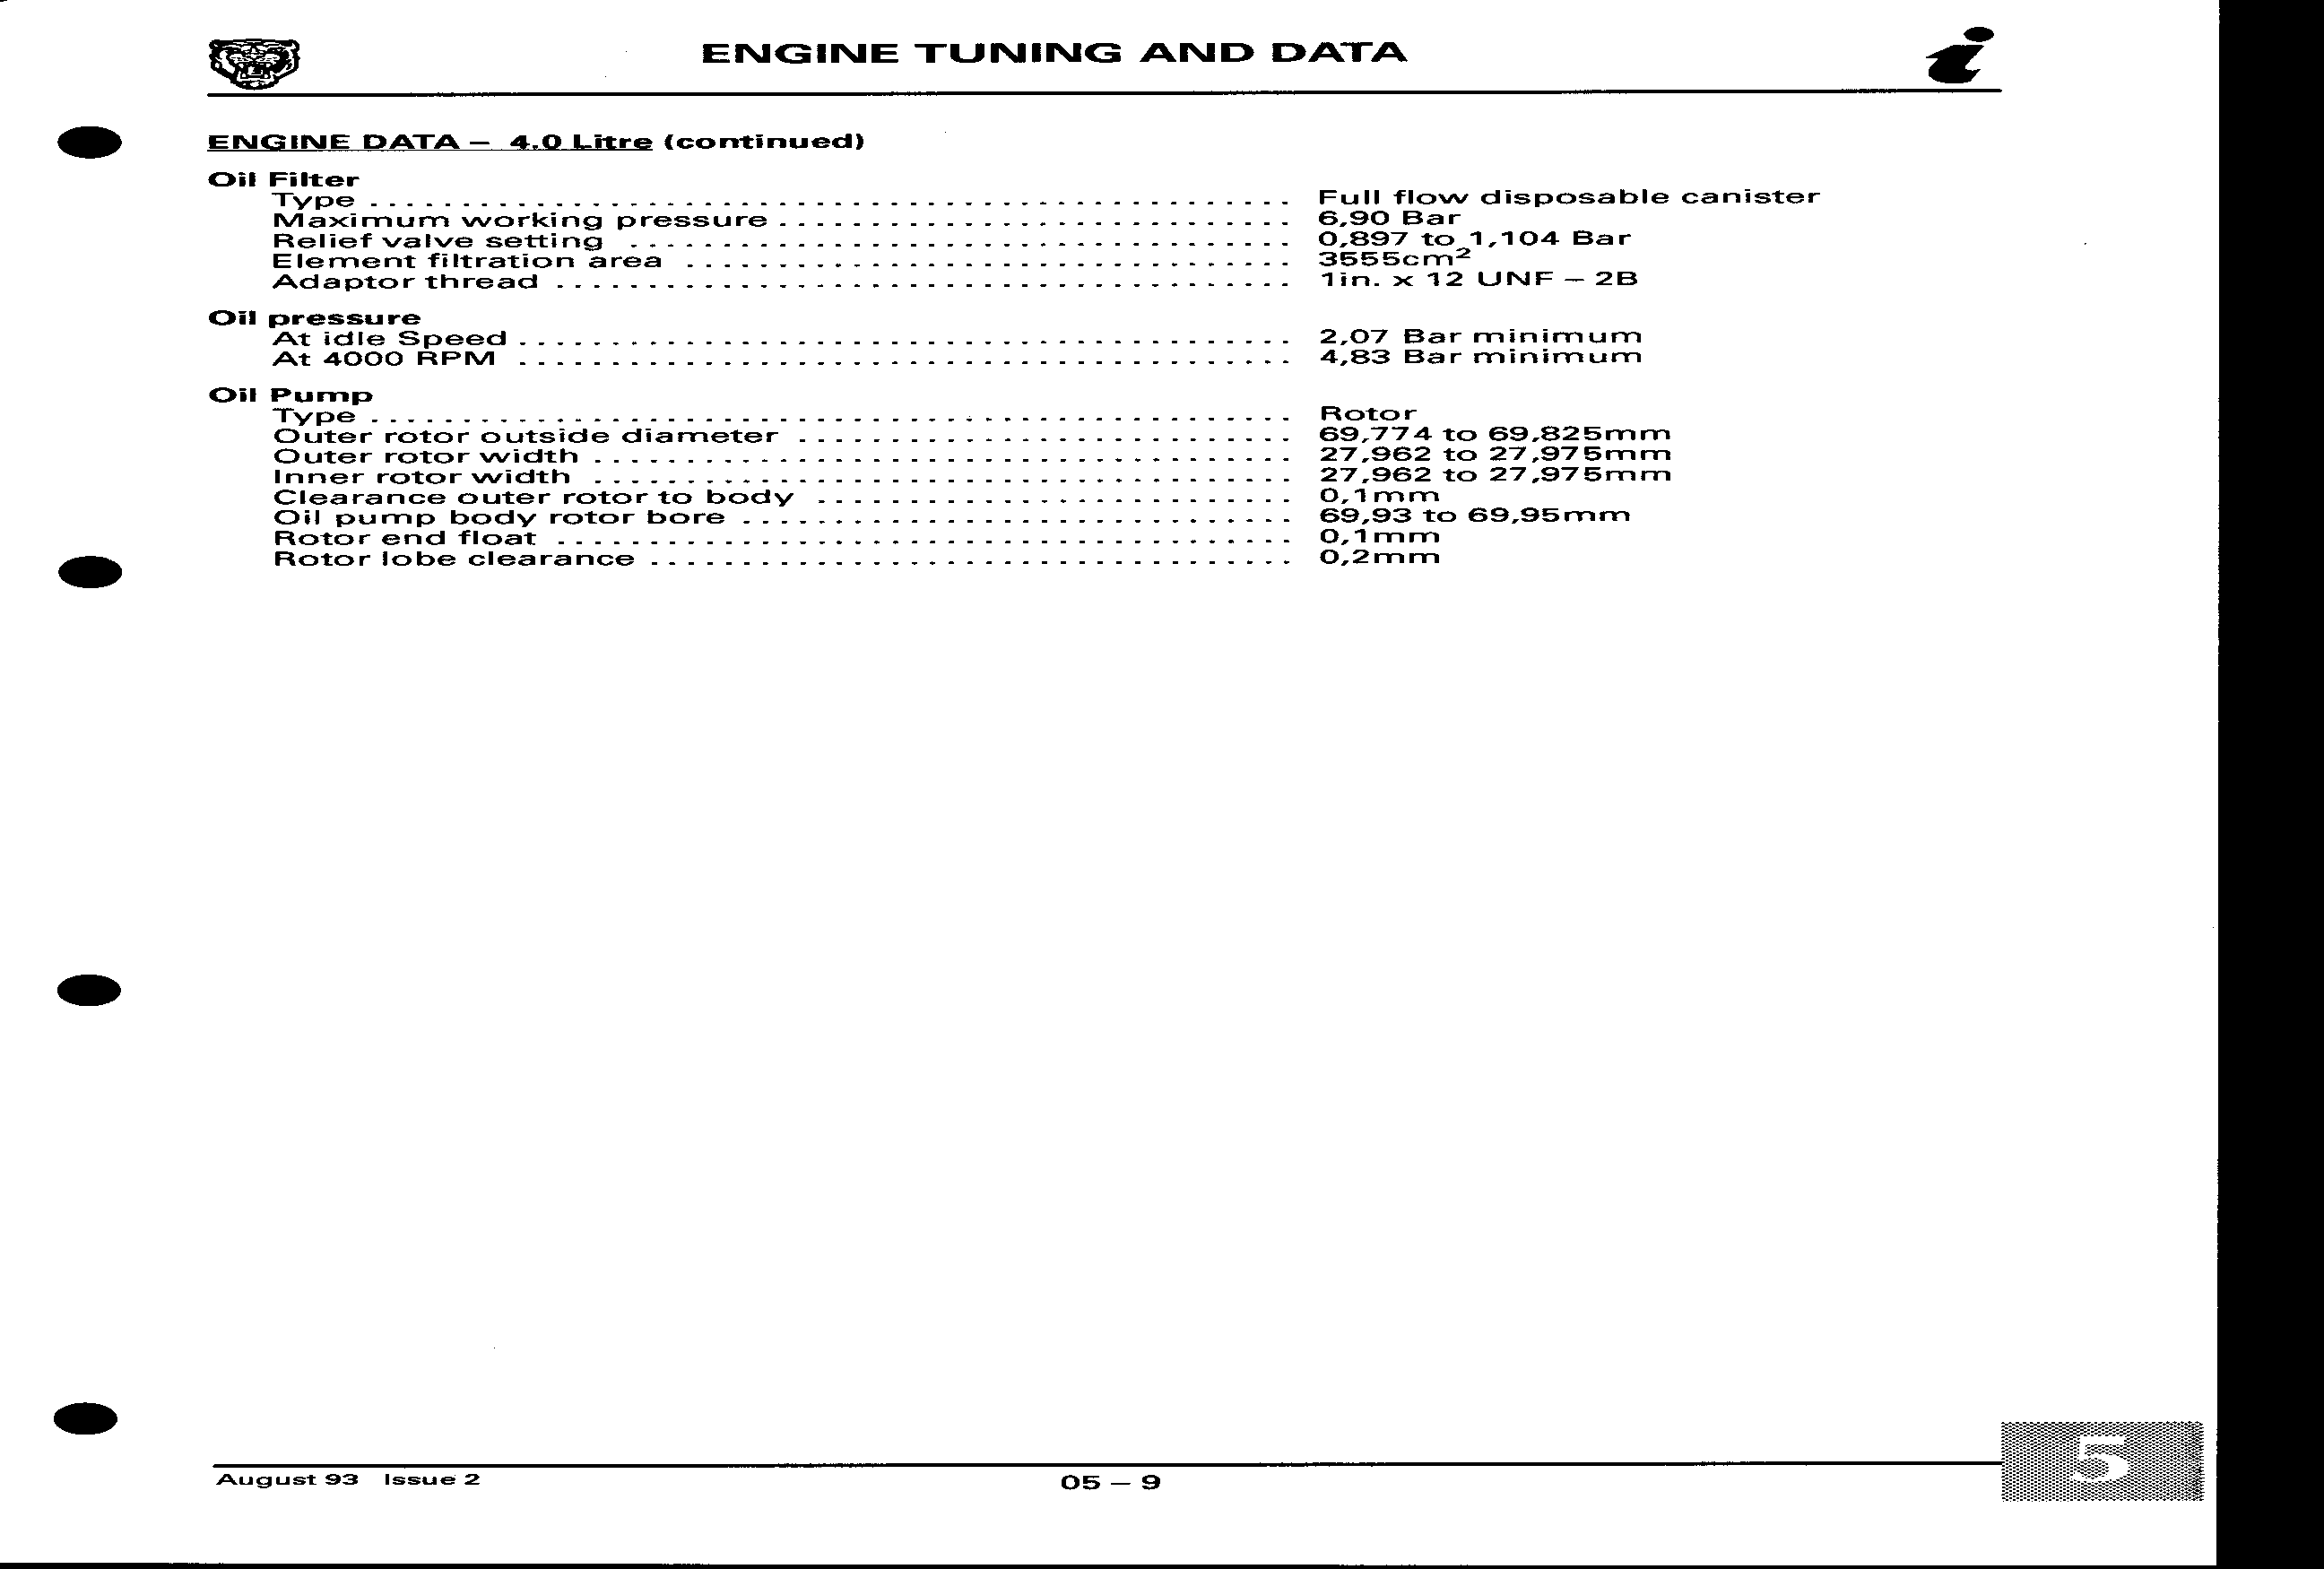 ENGINE TUNING AND DATA
ENGINE DATA – 4.0 Litre (continued)
Oil Filter
Type . . . . . . . . . . . . . . . . . . . . Full flow disposable canister
Maximum working pressure . . . . . . . . . . . . . . . . . . . . 6,90 Bar
Relief valve setting . . . . . . . . . . . . . . . . . . . . 0,897 to 1,104 Bar
Element filtration area . . . . . . . . . . . . . . . . . . . . 3555cm²
Adaptor thread . . . . . . . . . . . . . . . . . . . . 1in. x 12 UNF – 2B
Oil pressure
At idle Speed . . . . . . . . . . . . . . . . . . . . 2,07 Bar minimum
At 4000 RPM . . . . . . . . . . . . . . . . . . . . 4,83 Bar minimum
Oil Pump
Type . . . . . . . . . . . . . . . . . . . . Rotor
Outer rotor outside diameter . . . . . . . . . . . . . . . . . . . . 69,774 to 69,825mm
Outer rotor width . . . . . . . . . . . . . . . . . . . . 27,962 to 27,975mm
Inner rotor width . . . . . . . . . . . . . . . . . . . . 27,962 to 27,975mm
Clearance outer rotor to body . . . . . . . . . . . . . . . . . . . . 0,1mm
Oil pump body rotor bore . . . . . . . . . . . . . . . . . . . . 69,93 to 69,95mm
Rotor end float . . . . . . . . . . . . . . . . . . . . 0,1mm
Rotor lobe clearance . . . . . . . . . . . . . . . . . . . . 0,2mm
August 93 Issue 2
05 – 9
5